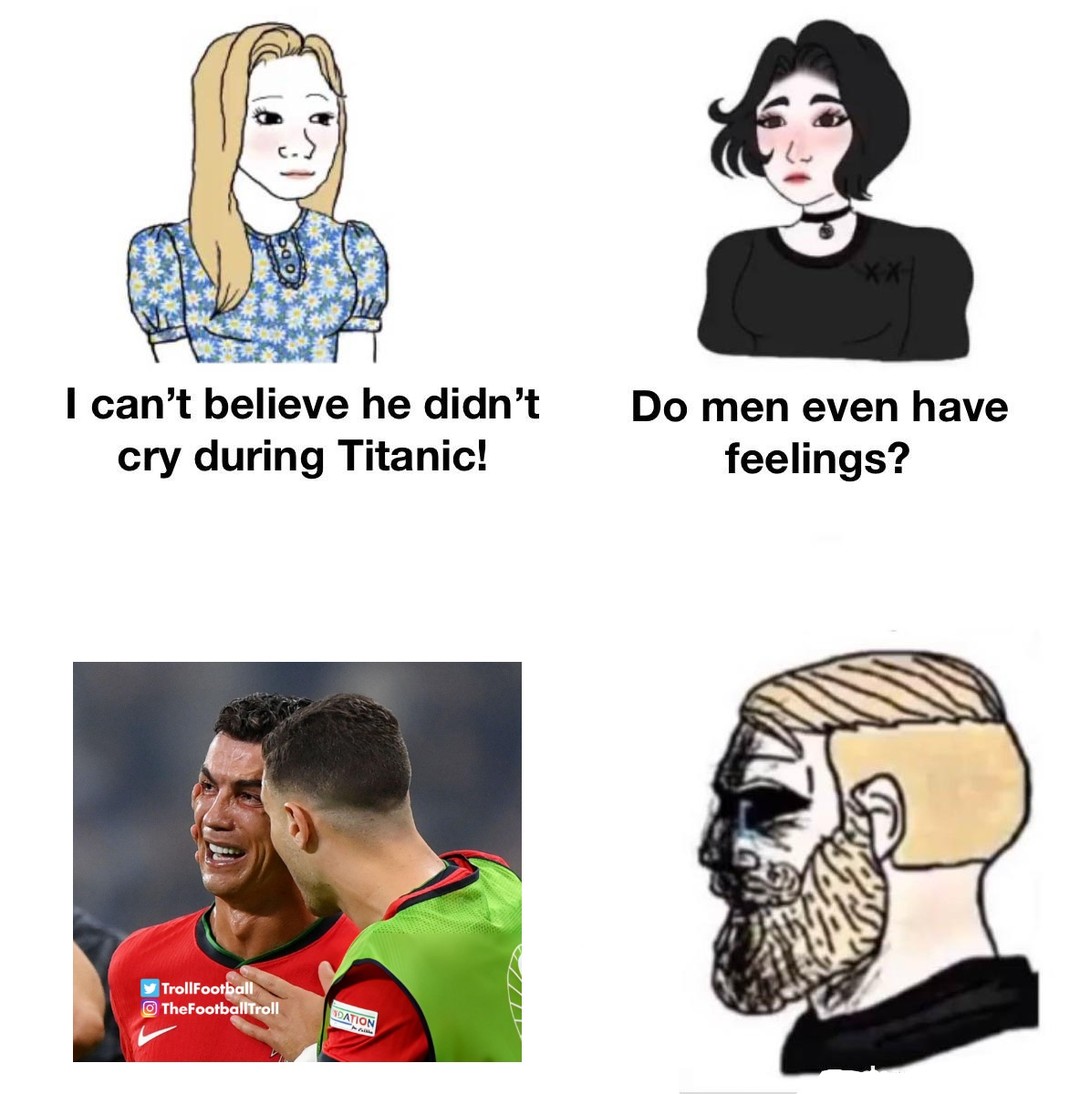 I can’t believe he didn’t
cry during Titanic!
Do men even have
feelings?
TrollFootball
TheFootballTroll